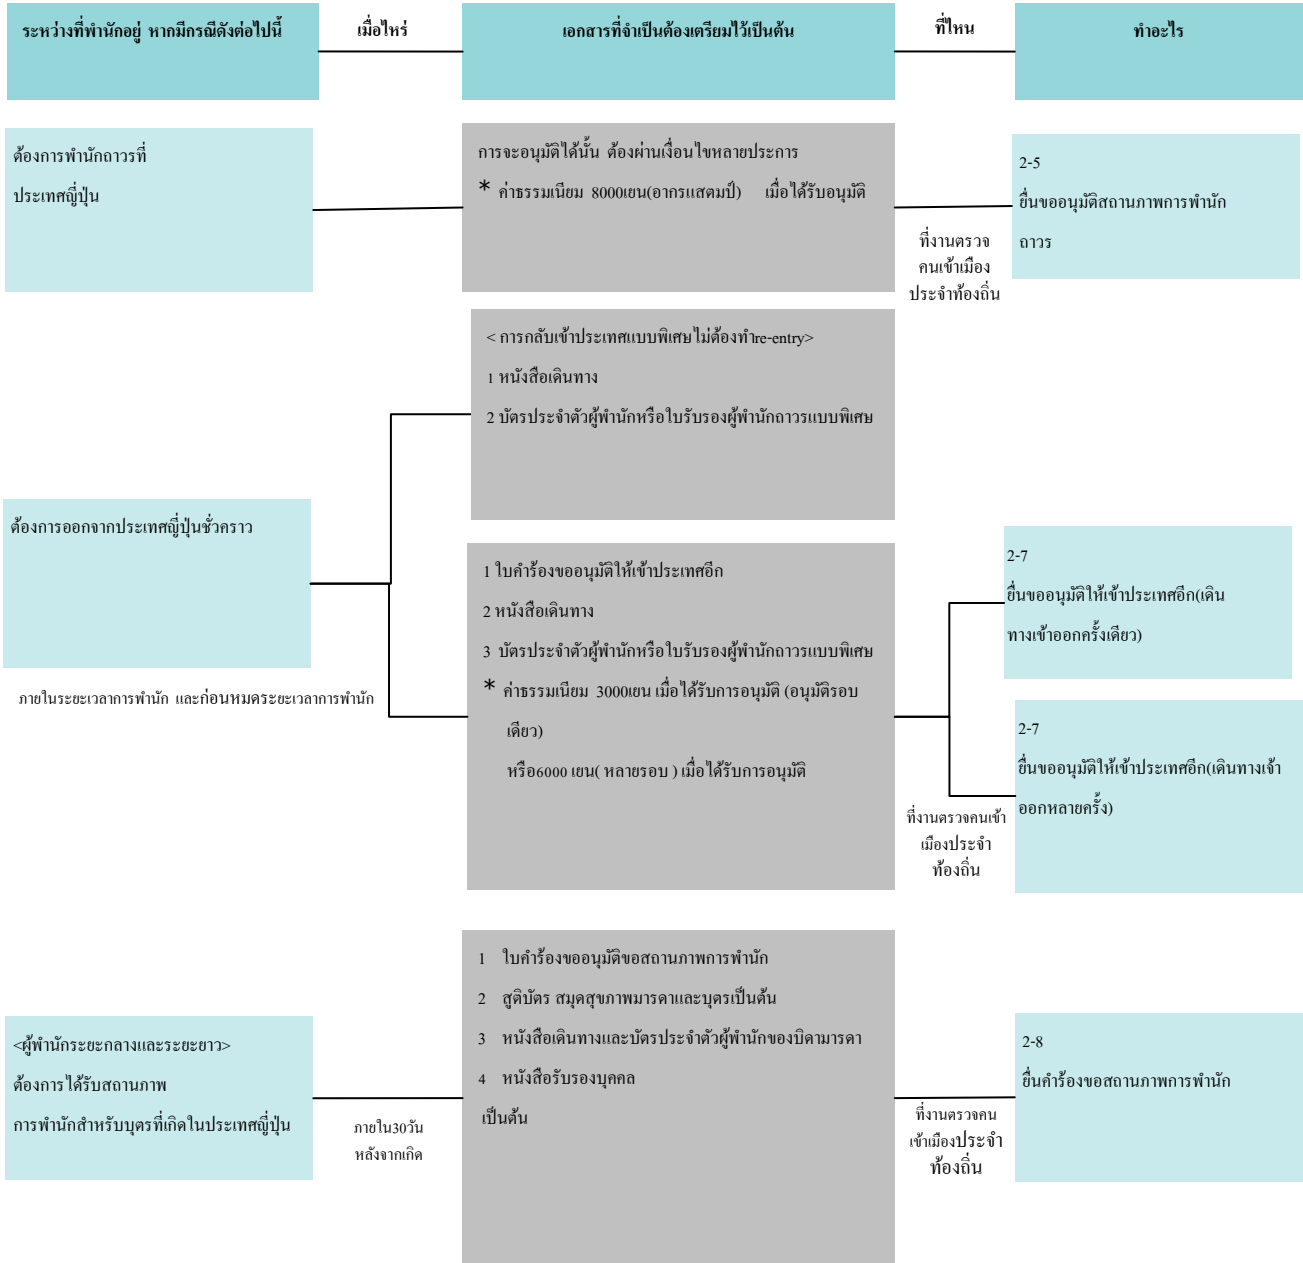 ระหว่างที่พำนักอยู่ หากมีกรณีดังต่อไปนี้
เมื่อไหร่
เอกสารที่จำเป็นต้องเตรียมไว้เป็นต้น
ที่ไหน
ทำอะไร
ต้องการพำนักถาวรที่
ประเทศญี่ปุ่น
การจะอนุมัติได้นั้น ต้องผ่านเงื่อนไขหลายประการ
* ค่าธรรมเนียม 8000เยน(อากรแสตมป์) เมื่อได้รับอนุมัติ
ที่งานตรวจ
คนเข้าเมือง
ประจำท้องถิ่น
2-5
ยื่นขออนุมัติสถานภาพการพำนัก
ถาวร
ต้องการออกจากประเทศญี่ปุ่นชั่วคราว
ภายในระยะเวลาการพำนัก และก่อนหมดระยะเวลาการพำนัก
< การกลับเข้าประเทศแบบพิเศษไม่ต้องทำre-entry>
1 หนังสือเดินทาง
2 บัตรประจำตัวผู้พำนักหรือใบรับรองผู้พำนักถาวรแบบพิเศษ
1 ใบคำร้องขออนุมัติให้เข้าประเทศอีก
2 หนังสือเดินทาง
3 บัตรประจำตัวผู้พำนักหรือใบรับรองผู้พำนักถาวรแบบพิเศษ
* ค่าธรรมเนียม 3000เยน เมื่อได้รับการอนุมัติ (อนุมัติรอบ
เดียว)
หรือ6000 เยน( หลายรอบ ) เมื่อได้รับการอนุมัติ
ที่งานตรวจคนเข้า
เมืองประจำ
ท้องถิ่น
2-7
ยื่นขออนุมัติให้เข้าประเทศอีก(เดิน
ทางเข้าออกครั้งเดียว)
2-7
ยื่นขออนุมัติให้เข้าประเทศอีก(เดินทางเจ้า
ออกหลายครั้ง)
<ผู้พำนักระยะกลางและระยะยาว>
ต้องการได้รับสถานภาพ
การพำนักสำหรับบุตรที่เกิดในประเทศญี่ปุ่น
ภายใน30วัน
หลังจากเกิด
1 ใบคำร้องขออนุมัติขอสถานภาพการพำนัก
2 สูติบัตร สมุดสุขภาพมารดาและบุตรเป็นต้น
3 หนังสือเดินทางและบัตรประจำตัวผู้พำนักของบิดามารดา
4 หนังสือรับรองบุคคล
เป็นต้น
ที่งานตรวจคน
เข้าเมืองประจำ
ท้องถิ่น
2-8
ยื่นคำร้องขอสถานภาพการพำนัก